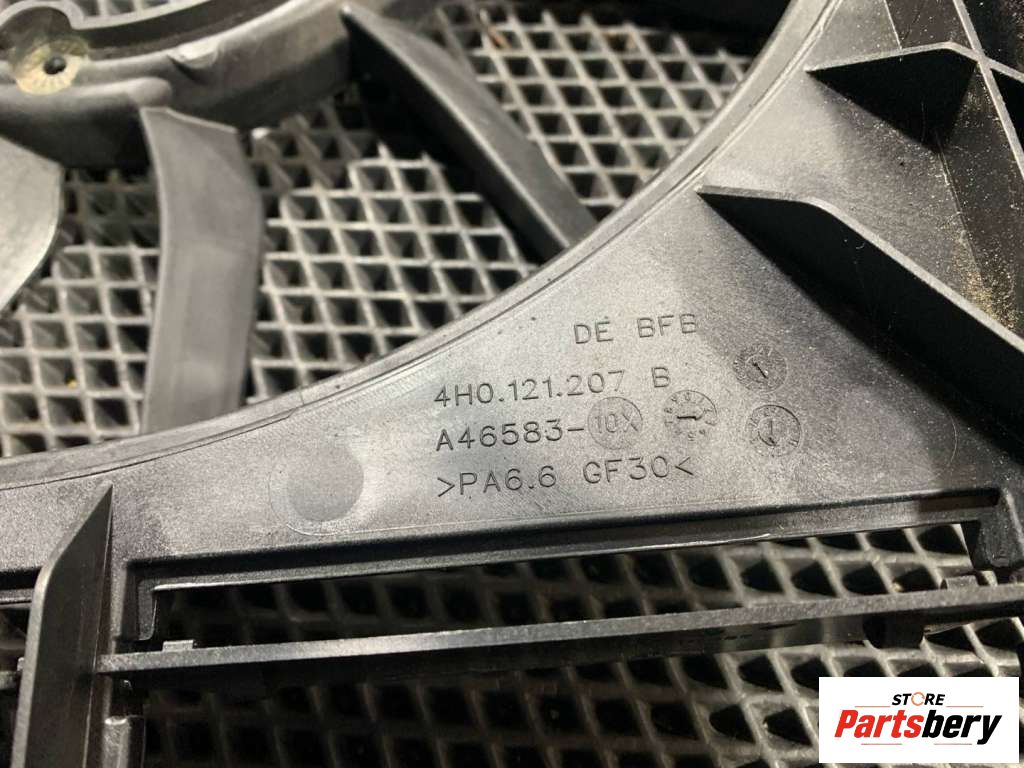 DE BFB
4H0.121.207 B
A46583-10X
>PA6.6 GF30<
STORE
Partsbery